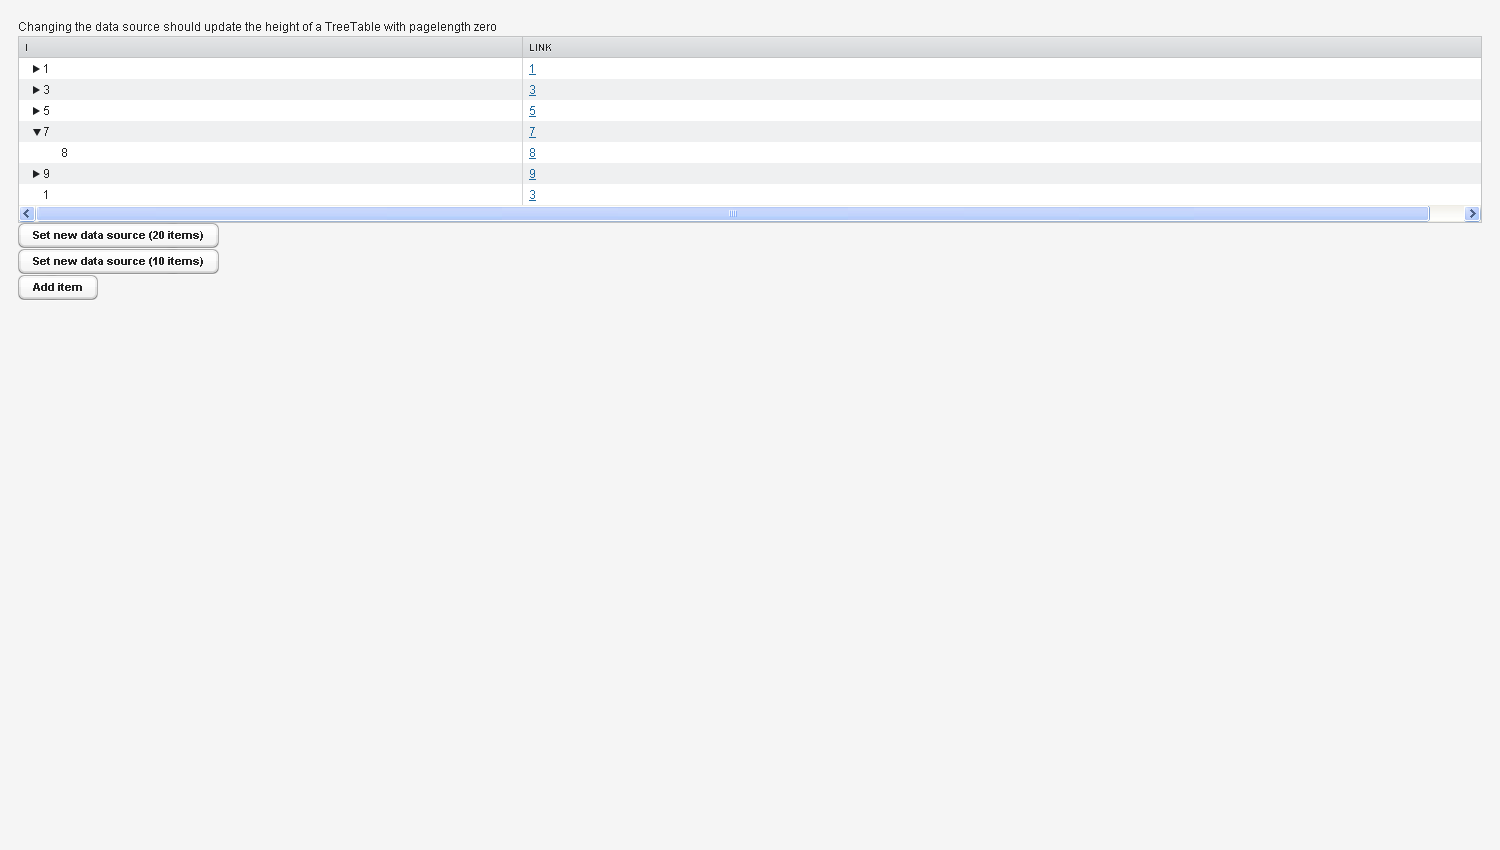 Changing the data source should update the height of a TreeTable with pagelength zero
I LINK
1 1
3 3
5 5
7 7
8 8
9 9
1 3
Set new data source (20 items)
Set new data source (10 items)
Add item